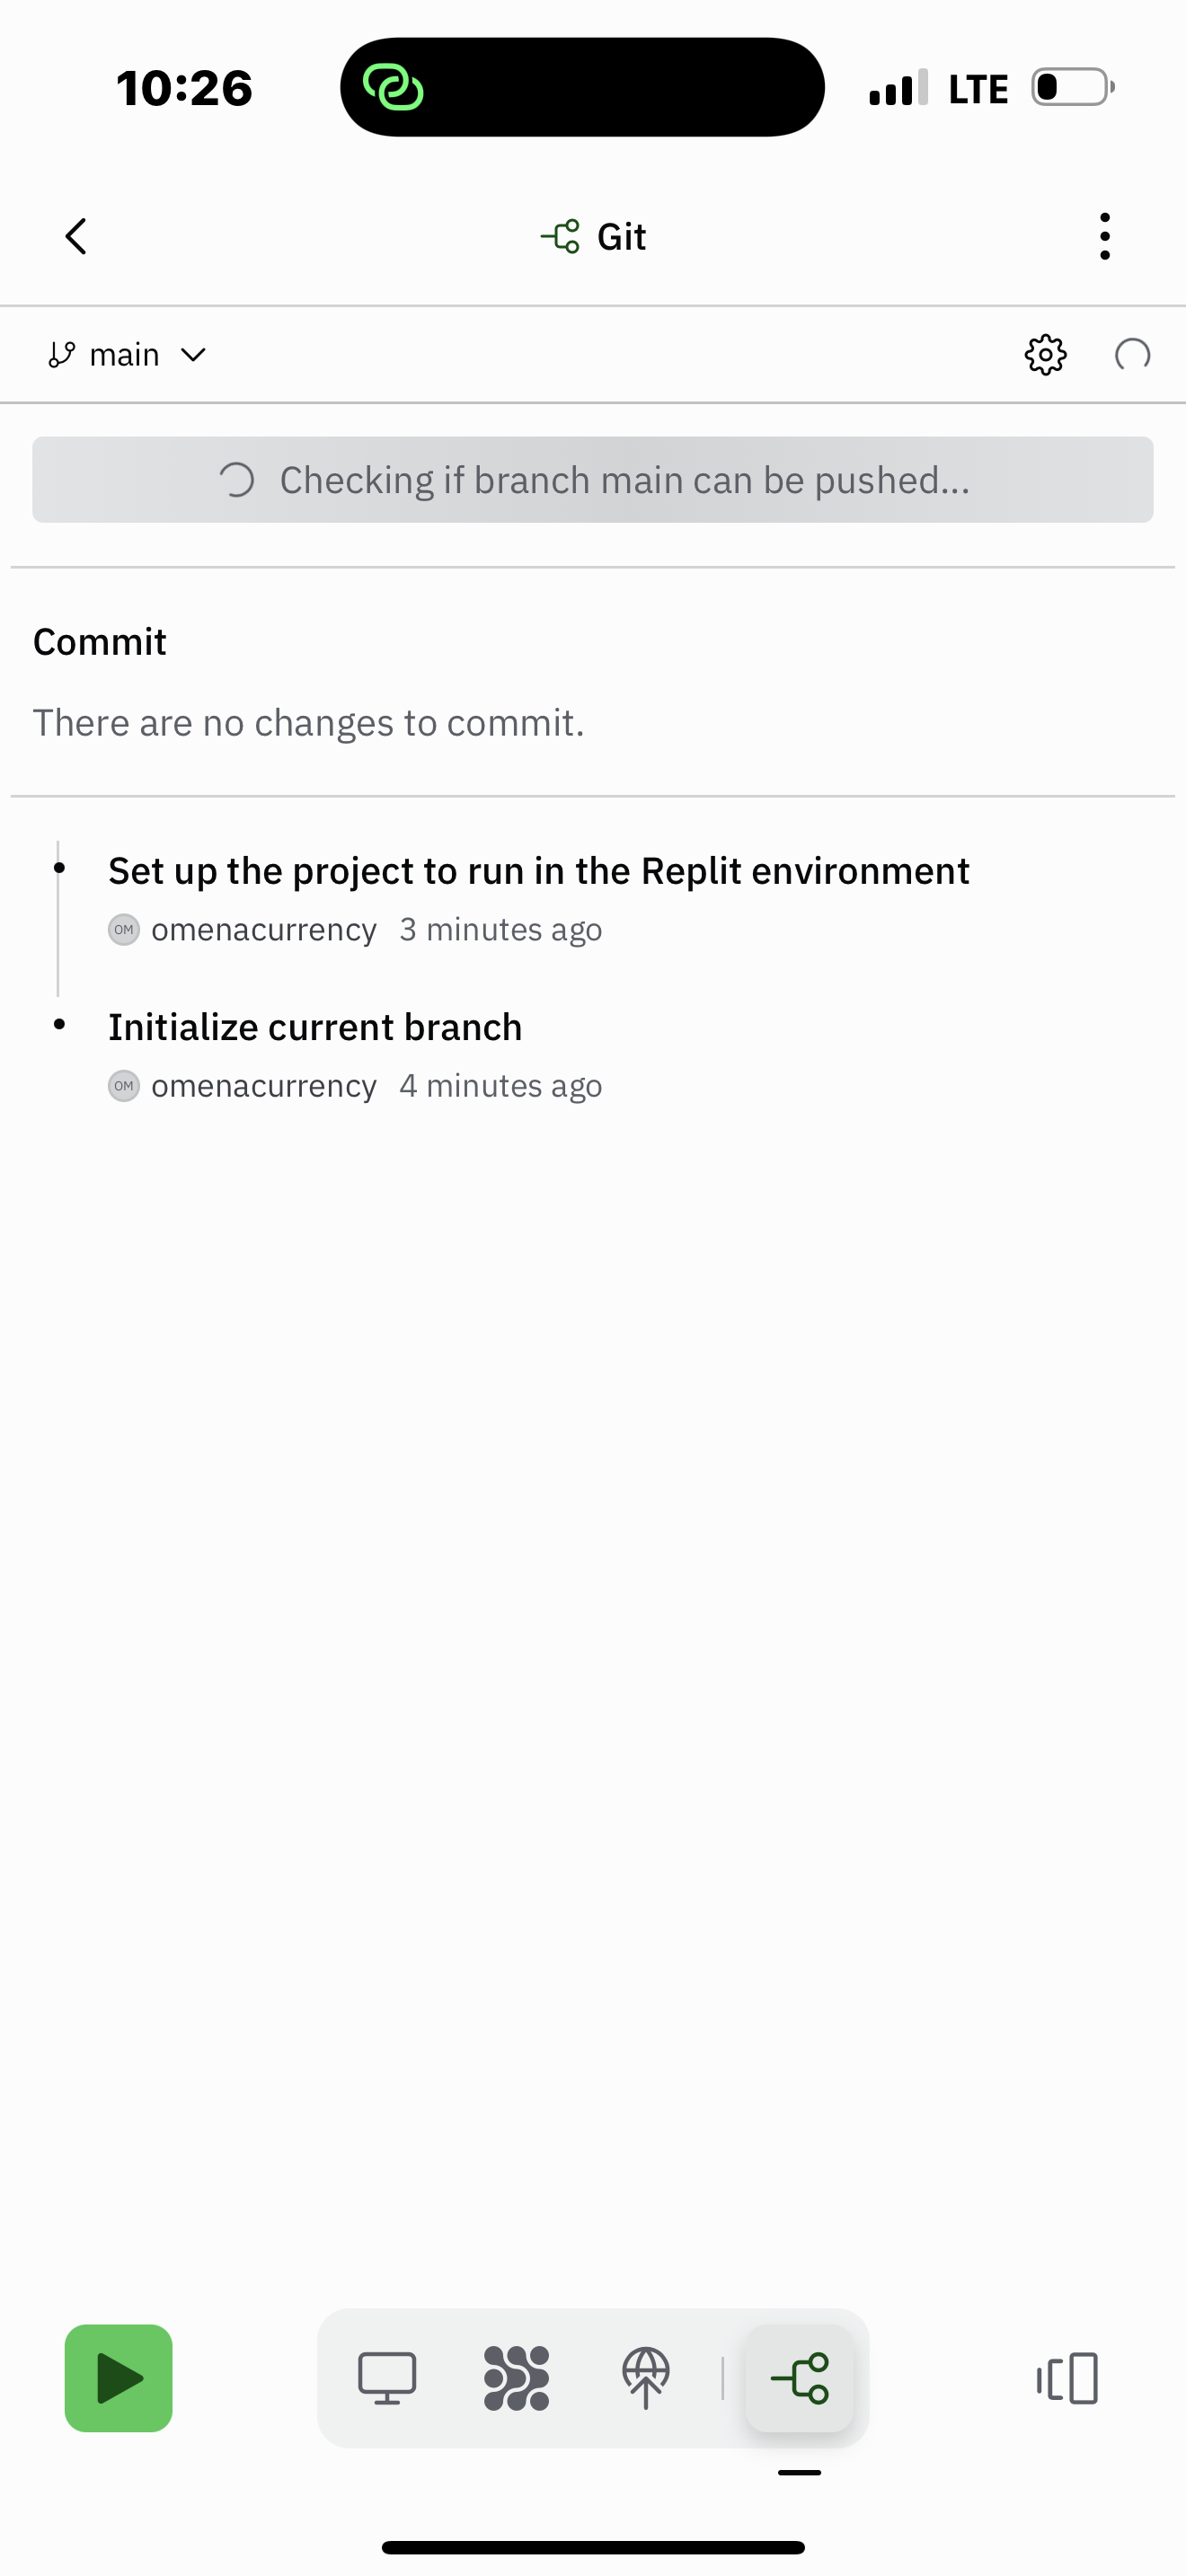 10:26
LTE
Git
main
Checking if branch main can be pushed...
Commit
There are no changes to commit.
Set up the project to run in the Replit environment
OM omenacurrency 3 minutes ago
Initialize current branch
OM omenacurrency 4 minutes ago